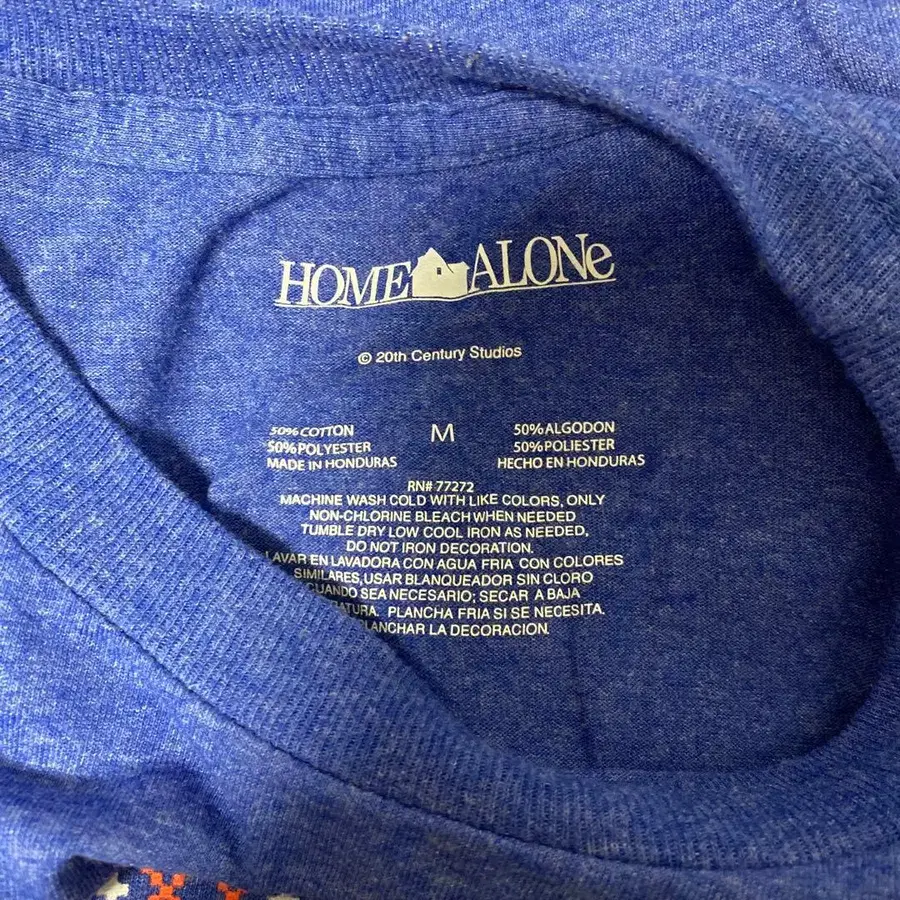 HOME ALONe
© 20th Century Studios
50% COTTON
50% POLYESTER
MADE IN HONDURAS
M
50% ALGODON
50% POLIESTER
HECHO EN HONDURAS
RN# 77272
MACHINE WASH COLD WITH LIKE COLORS, ONLY
NON-CHLORINE BLEACH WHEN NEEDED
TUMBLE DRY LOW COOL IRON AS NEEDED,
DO NOT IRON DECORATION.
LAVAR EN LAVADORA CON AGUA FRIA CON COLORES
SIMILARES, USAR BLANQUEADOR SIN CLORO
CUANDO SEA NECESARIO; SECAR A BAJA
PLANCHA FRIA SI SE NECESITA.
LA DECORACION.